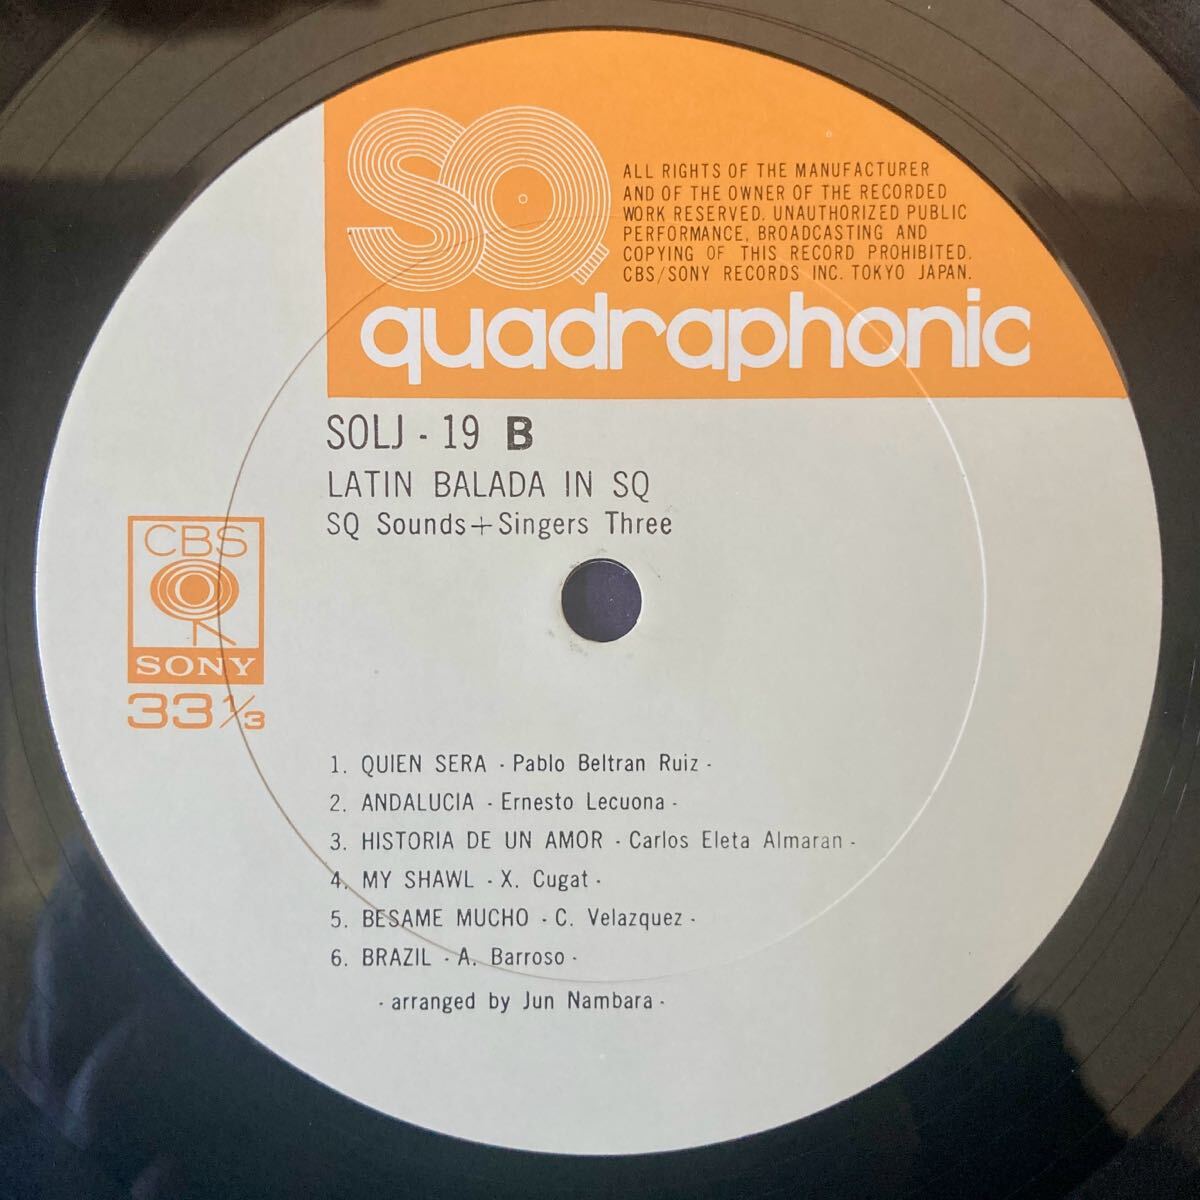 SQ
ALL RIGHTS OF THE MANUFACTURER
AND OF THE OWNER OF THE RECORDED
WORK RESERVED. UNAUTHORIZED PUBLIC
PERFORMANCE, BROADCASTING AND
COPYING OF THIS RECORD PROHIBITED.
CBS/SONY RECORDS INC. TOKYO JAPAN.
quadraphonic
SOLJ - 19 B
LATIN BALADA IN SQ
SQ Sounds+Singers Three
CBS
SONY
33 1/3
1. QUIEN SERA - Pablo Beltran Ruiz -
2. ANDALUCIA - Ernesto Lecuona -
3. HISTORIA DE UN AMOR - Carlos Eleta Almaran -
4. MY SHAWL - X. Cugat -
5. BESAME MUCHO - C. Velazquez -
6. BRAZIL - A. Barroso -
- arranged by Jun Nambara -